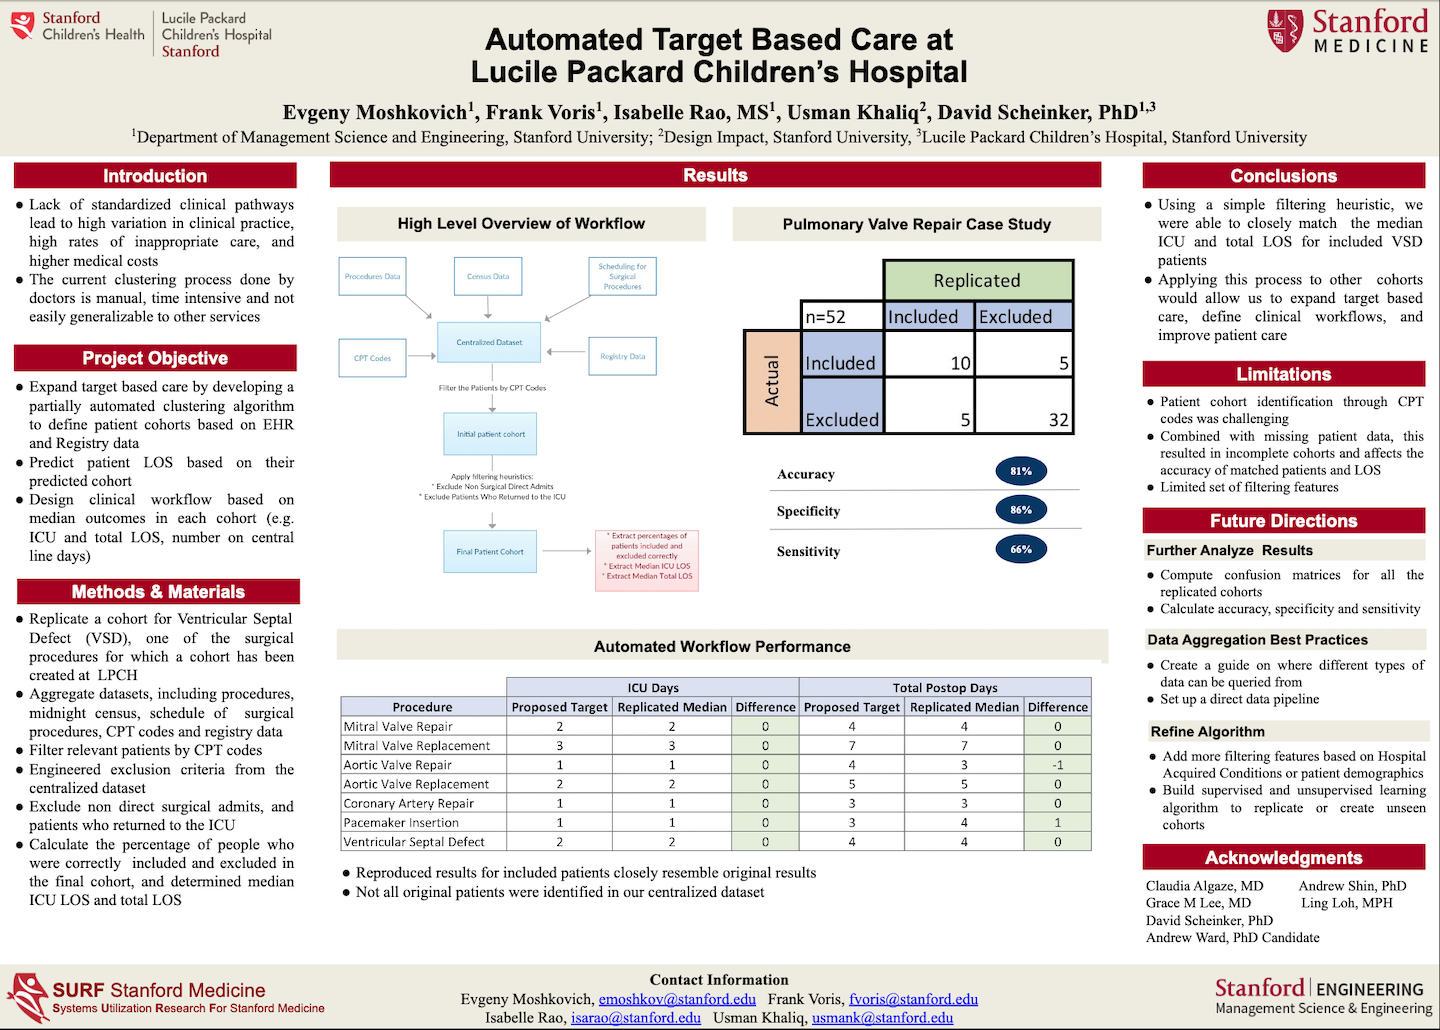 Stanford
Children's Health
Lucile Packard
Children's Hospital
Stanford
Automated Target Based Care at
Lucile Packard Children's Hospital
Stanford
MEDICINE
Evgeny Moshkovich1, Frank Voris1, Isabelle Rao, MS1, Usman Khaliq2, David Scheinker, PhD1,3
1Department of Management Science and Engineering, Stanford University; 2Design Impact, Stanford University, 3Lucile Packard Children's Hospital, Stanford University
Introduction
● Lack of standardized clinical pathways
lead to high variation in clinical practice,
high rates of inappropriate care, and
higher medical costs
● The current clustering process done by
doctors is manual, time intensive and not
easily generalizable to other services
Project Objective
● Expand target based care by developing a
partially automated clustering algorithm
to define patient cohorts based on EHR
and Registry data
● Predict patient LOS based on their
predicted cohort
● Design clinical workflow based on
median outcomes in each cohort (e.g.
ICU and total LOS, number on central
line days)
Methods & Materials
● Replicate a cohort for Ventricular Septal
Defect (VSD), one of the surgical
procedures for which a cohort has been
created at LPCH
● Aggregate datasets, including procedures,
midnight census, schedule of surgical
procedures, CPT codes and registry data
● Filter relevant patients by CPT codes
● Engineered exclusion criteria from the
centralized dataset
● Exclude non direct surgical admits, and
patients who returned to the ICU
● Calculate the percentage of people who
were correctly included and excluded in
the final cohort, and determined median
ICU LOS and total LOS
Results
High Level Overview of Workflow
Procedures Data
Census Data
Scheduling for
Surgical
Procedures
Centralized Dataset
CPT Codes
Registry Data
Filter the Patients by CPT Codes
Initial patient cohort
Apply filtering heuristics:
* Exclude Non Surgical Direct Admits
* Exclude Patients Who Returned to the ICU
Final Patient Cohort
* Extract percentages of
patients included and
excluded correctly
* Extract Median ICU LOS
* Extract Median Total LOS
Pulmonary Valve Repair Case Study
Replicated
n=52 Included Excluded
Actual
Included 10 5
Excluded 5 32
Accuracy 81%
Specificity 86%
Sensitivity 66%
Automated Workflow Performance
ICU Days Total Postop Days
Procedure Proposed Target Replicated Median Difference Proposed Target Replicated Median Difference
Mitral Valve Repair 2 2 0 4 4 0
Mitral Valve Replacement 3 3 0 7 7 0
Aortic Valve Repair 1 1 0 4 3 -1
Aortic Valve Replacement 2 2 0 5 5 0
Coronary Artery Repair 1 1 0 3 3 0
Pacemaker Insertion 1 1 0 3 4 1
Ventricular Septal Defect 2 2 0 4 4 0
● Reproduced results for included patients closely resemble original results
● Not all original patients were identified in our centralized dataset
Conclusions
● Using a simple filtering heuristic, we
were able to closely match the median
ICU and total LOS for included VSD
patients
● Applying this process to other cohorts
would allow us to expand target based
care, define clinical workflows, and
improve patient care
Limitations
● Patient cohort identification through CPT
codes was challenging
● Combined with missing patient data, this
resulted in incomplete cohorts and affects the
accuracy of matched patients and LOS
● Limited set of filtering features
Future Directions
Further Analyze Results
● Compute confusion matrices for all the
replicated cohorts
● Calculate accuracy, specificity and sensitivity
Data Aggregation Best Practices
● Create a guide on where different types of
data can be queried from
● Set up a direct data pipeline
Refine Algorithm
● Add more filtering features based on Hospital
Acquired Conditions or patient demographics
● Build supervised and unsupervised learning
algorithm to replicate or create unseen
cohorts
Acknowledgments
Claudia Algaze, MD Andrew Shin, PhD
Grace M Lee, MD Ling Loh, MPH
David Scheinker, PhD
Andrew Ward, PhD Candidate
SURF Stanford Medicine
Systems Utilization Research For Stanford Medicine
Contact Information
Evgeny Moshkovich, emoshkov@stanford.edu Frank Voris, fvoris@stanford.edu
Isabelle Rao, isarao@stanford.edu Usman Khaliq, usmank@stanford.edu
Stanford | ENGINEERING
Management Science & Engineering